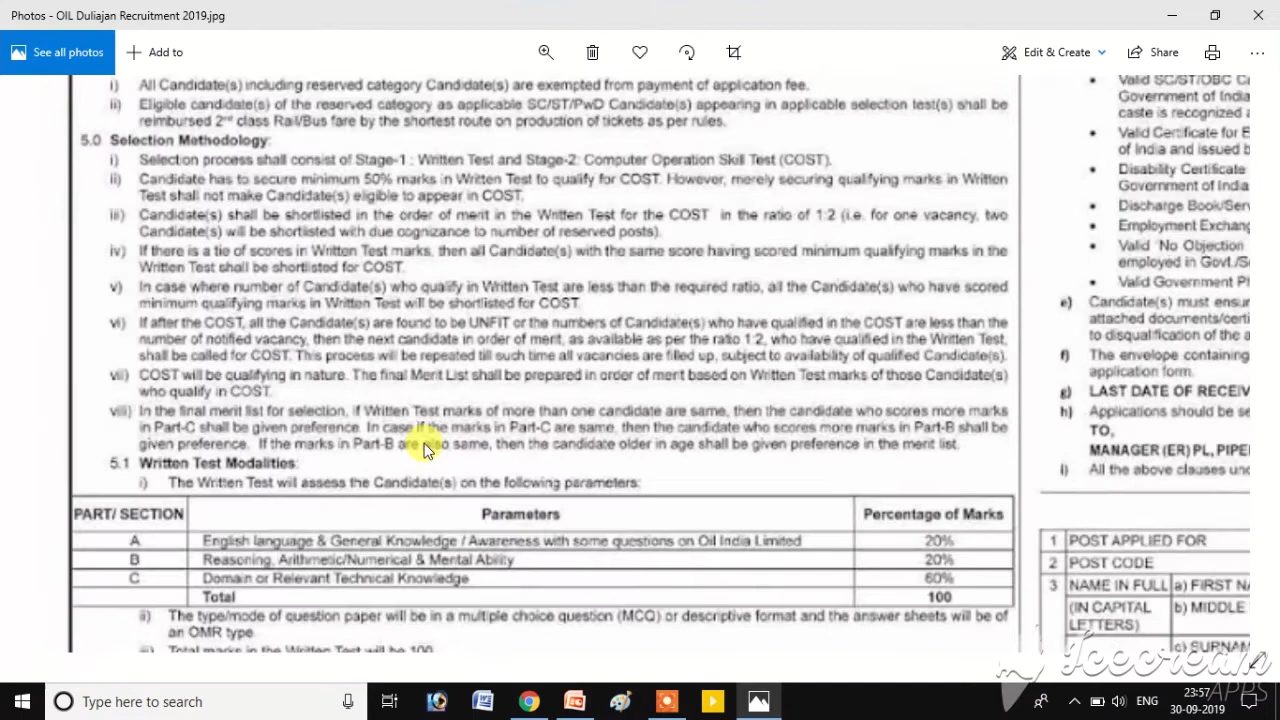 Photos - OIL Duliajan Recruitment 2019.jpg
See all photos
Add to
Edit & Create
Share
i) All Candidate(s) including reserved category Candidate(s) are exempted from payment of application fee.
ii) Eligible candidate(s) of the reserved category as applicable SC/ST/PwD Candidate(s) appearing in applicable selection test(s) shall be
reimbursed 2nd class Rail/Bus fare by the shortest route on production of tickets as per rules.
5.0 Selection Methodology:
i) Selection process shall consist of Stage-1 : Written Test and Stage-2: Computer Operation Skill Test (COST).
ii) Candidate has to secure minimum 50% marks in Written Test to qualify for COST. However, merely securing qualifying marks in Written
Test shall not make Candidate(s) eligible to appear in COST.
iii) Candidate(s) shall be shortlisted in the order of merit in the Written Test for the COST in the ratio of 1:2 (i.e. for one vacancy, two
Candidate(s) will be shortlisted with due cognizance to number of reserved posts).
iv) If there is a tie of scores in Written Test marks, then all Candidate(s) with the same score having scored minimum qualifying marks in the
Written Test shall be shortlisted for COST.
v) In case where number of Candidate(s) who qualify in Written Test are less than the required ratio, all the Candidate(s) who have scored
minimum qualifying marks in Written Test will be shortlisted for COST.
vi) If after the COST, all the Candidate(s) are found to be UNFIT or the numbers of Candidate(s) who have qualified in the COST are less than the
number of notified vacancy, then the next candidate in order of merit, as available as per the ratio 1:2, who have qualified in the Written Test,
shall be called for COST. This process will be repeated till such time all vacancies are filled up, subject to availability of qualified Candidate(s).
vii) COST will be qualifying in nature. The final Merit List shall be prepared in order of merit based on Written Test marks of those Candidate(s)
who qualify in COST.
viii) In the final merit list for selection, if Written Test marks of more than one candidate are same, then the candidate who scores more marks
in Part-C shall be given preference. In case if the marks in Part-C are same, then the candidate who scores more marks in Part-B shall be
given preference. If the marks in Part-B are also same, then the candidate older in age shall be given preference in the merit list.
5.1 Written Test Modalities:
i) The Written Test will assess the Candidate(s) on the following parameters:
PART/ SECTION Parameters Percentage of Marks
A English language & General Knowledge / Awareness with some questions on Oil India Limited 20%
B Reasoning, Arithmetic/Numerical & Mental Ability 20%
C Domain or Relevant Technical Knowledge 60%
Total 100
ii) The type/mode of question paper will be in a multiple choice question (MCQ) or descriptive format and the answer sheets will be of
an OMR type
Total marks in the Written Test will be 100
Valid SC/ST/OBC
Government of India
caste is recognized
• Valid Certificate for
of India and issued
• Disability Certificate
Government of India
• Discharge Book/
• Employment
• Valid 'No Objection
employed in Govt./
• Valid Government
e) Candidate(s) must
attached
to disqualification of the
f) The envelope containing
application form.
g) LAST DATE OF
h) Applications should be
TO,
MANAGER (ER) PL,
i) All the above clauses
1 POST APPLIED FOR
2 POST CODE
3 NAME IN FULL a) FIRST
(IN CAPITAL b) MIDDLE
LETTERS)
c)
Icecream
APPS
Type here to search
ENG
23:57
30-09-2019